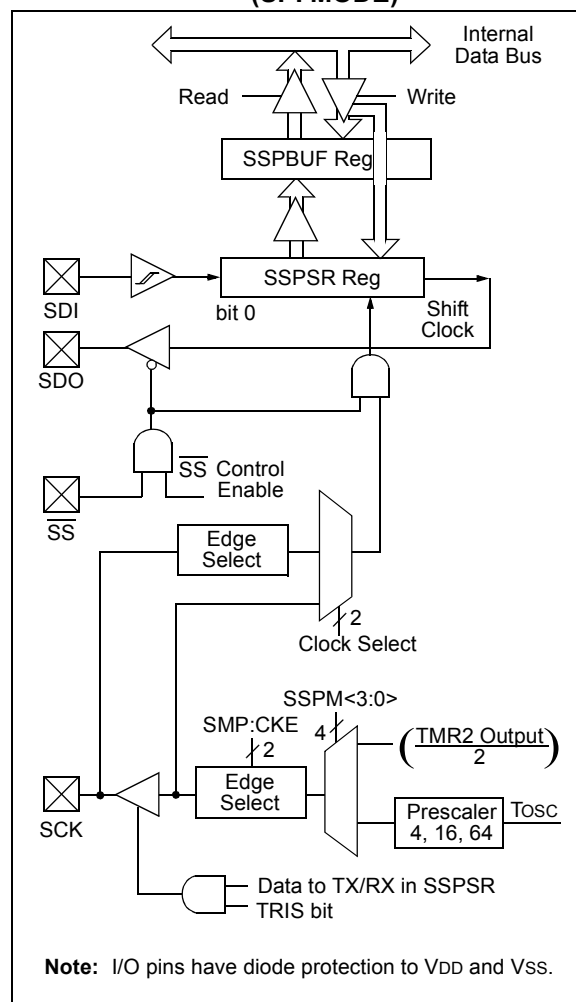 (SPI MODE)
Internal
Data Bus
Read
Write
SSPBUF Reg
SSPSR Reg
SDI
bit 0
Shift
Clock
SDO
SS Control
Enable
SS
Edge
Select
2
Clock Select
SSPM<3:0>
SMP:CKE
4
2
(TMR2 Output
2)
Edge
Select
SCK
Prescaler
4, 16, 64
TOSC
Data to TX/RX in SSPSR
TRIS bit
Note: I/O pins have diode protection to VDD and VSS.